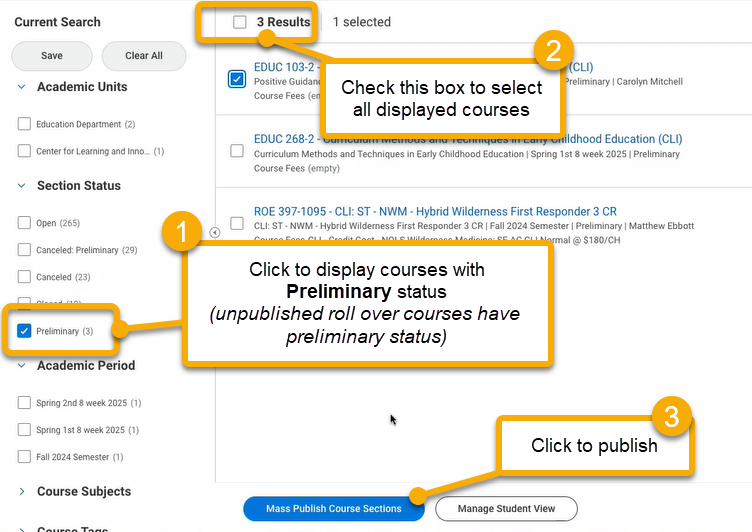 Current Search
Save
Clear All
Academic Units
Education Department (2)
Center for Learning and Inno... (1)
Section Status
Open (265)
Canceled: Preliminary (29)
Canceled (23)
Preliminary (3)
Academic Period
Spring 2nd 8 week 2025 (1)
Spring 1st 8 week 2025 (1)
Fall 2024 Semester (1)
Course Subjects
Course Tags
3 Results
1 selected
EDUC 103-2 - (CLI)
Positive Guidanc Preliminary | Carolyn Mitchell
Course Fees (em
2
Check this box to select
all displayed courses
EDUC 268-2 - Curriculum Methods and Techniques in Early Childhood Education (CLI)
Curriculum Methods and Techniques in Early Childhood Education | Spring 1st 8 week 2025 | Preliminary
Course Fees (empty)
ROE 397-1095 - CLI: ST - NWM - Hybrid Wilderness First Responder 3 CR
CLI: ST - NWM - Hybrid Wilderness First Responder 3 CR | Fall 2024 Semester | Preliminary | Matthew Ebbott
Course Fees CLI - Credit Cost - NOLS Wilderness Medicine: SF AC CLI Normal @ $180/CH
1
Click to display courses with
Preliminary status
(unpublished roll over courses have
preliminary status)
3
Click to publish
Mass Publish Course Sections
Manage Student View